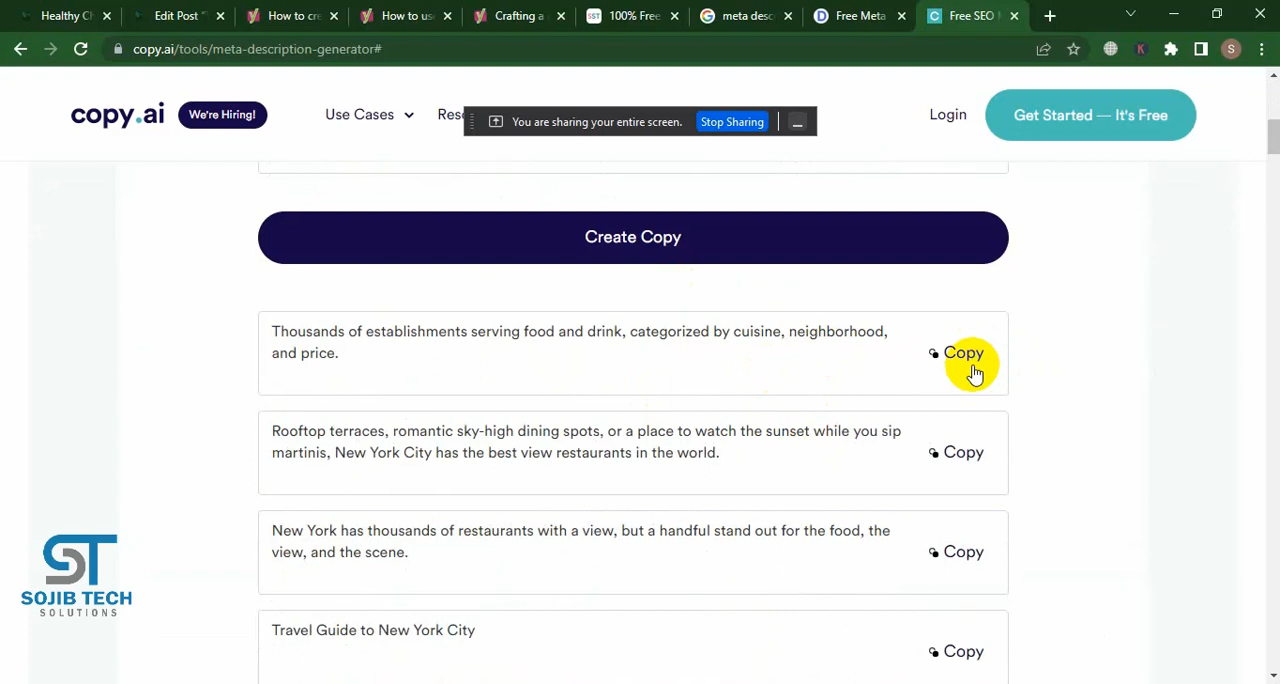 Healthy Ch
Edit Post "
How to cre
How to use
Crafting a
SST
100% Free
meta desc
Free Meta
Free SEO
copy.ai/tools/meta-description-generator#
K
S
copy.ai
We're Hiring!
Use Cases
Res
You are sharing your entire screen.
Stop Sharing
Login
Get Started — It's Free
Create Copy
Thousands of establishments serving food and drink, categorized by cuisine, neighborhood,
and price.
Copy
Rooftop terraces, romantic sky-high dining spots, or a place to watch the sunset while you sip
martinis, New York City has the best view restaurants in the world.
Copy
New York has thousands of restaurants with a view, but a handful stand out for the food, the
view, and the scene.
Copy
Travel Guide to New York City
Copy
ST
SOJIB TECH
SOLUTIONS